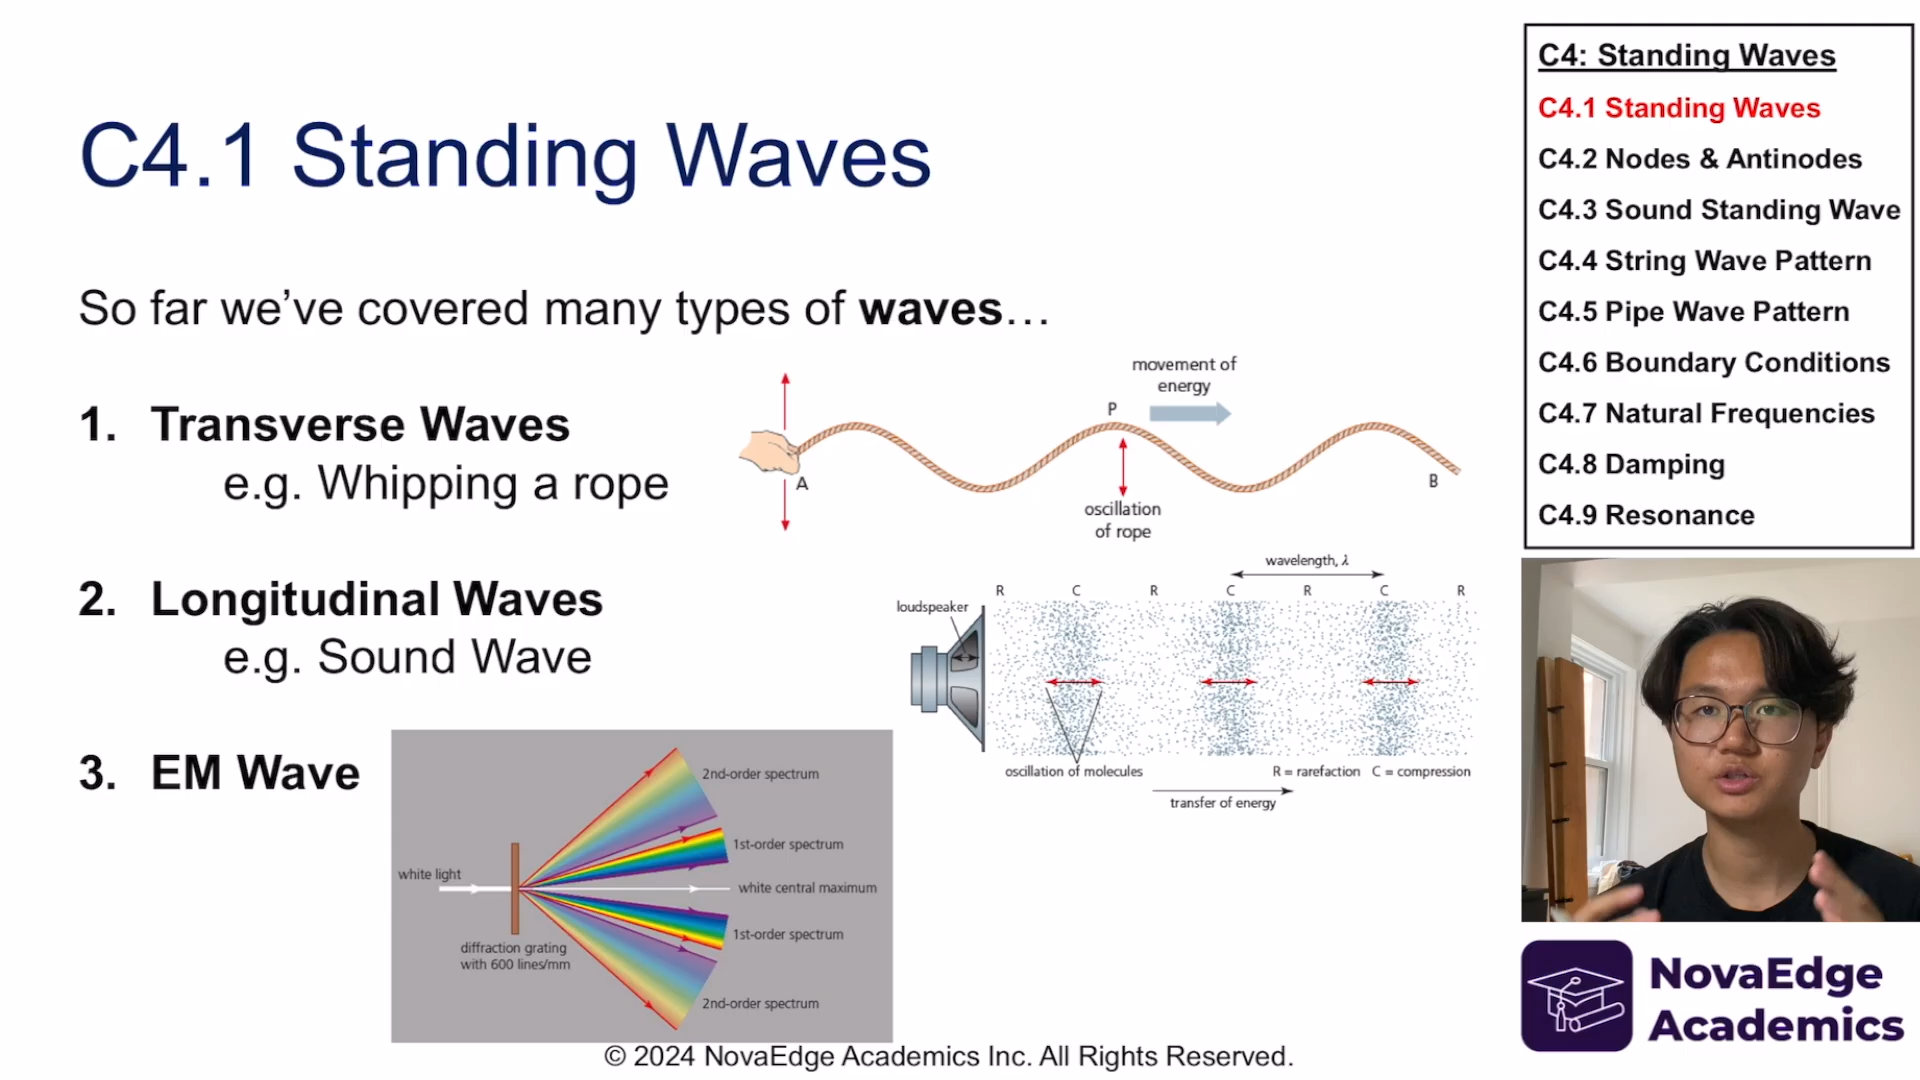 C4.1 Standing Waves
So far we’ve covered many types of waves…
1. Transverse Waves
e.g. Whipping a rope
movement of
energy
P
A
B
oscillation
of rope
2. Longitudinal Waves
e.g. Sound Wave
wavelength, λ
R C R C R C R
loudspeaker
oscillation of molecules
R = rarefaction C = compression
transfer of energy
3. EM Wave
2nd-order spectrum
1st-order spectrum
white light
white central maximum
1st-order spectrum
diffraction grating
with 600 lines/mm
2nd-order spectrum
© 2024 NovaEdge Academics Inc. All Rights Reserved.
C4: Standing Waves
C4.1 Standing Waves
C4.2 Nodes & Antinodes
C4.3 Sound Standing Wave
C4.4 String Wave Pattern
C4.5 Pipe Wave Pattern
C4.6 Boundary Conditions
C4.7 Natural Frequencies
C4.8 Damping
C4.9 Resonance
NovaEdge
Academics